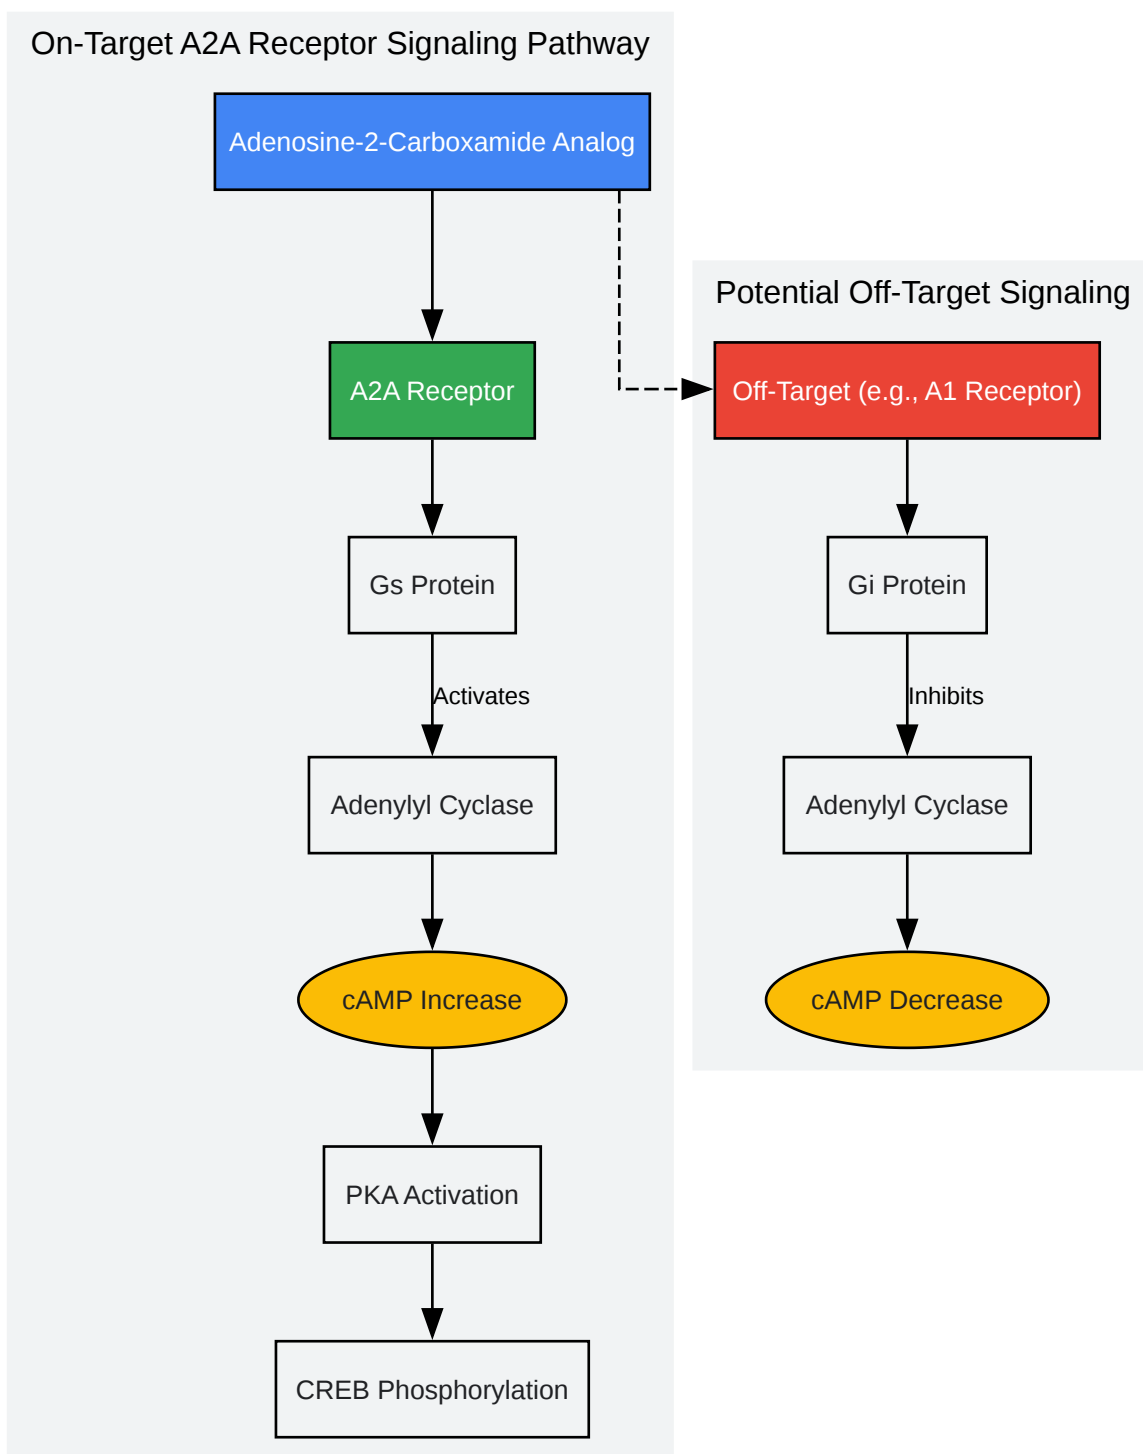 On-Target A2A Receptor Signaling Pathway
Adenosine-2-Carboxamide Analog
A2A Receptor
Gs Protein
Activates
Adenylyl Cyclase
cAMP Increase
PKA Activation
CREB Phosphorylation
Potential Off-Target Signaling
Off-Target (e.g., A1 Receptor)
Gi Protein
Inhibits
Adenylyl Cyclase
cAMP Decrease